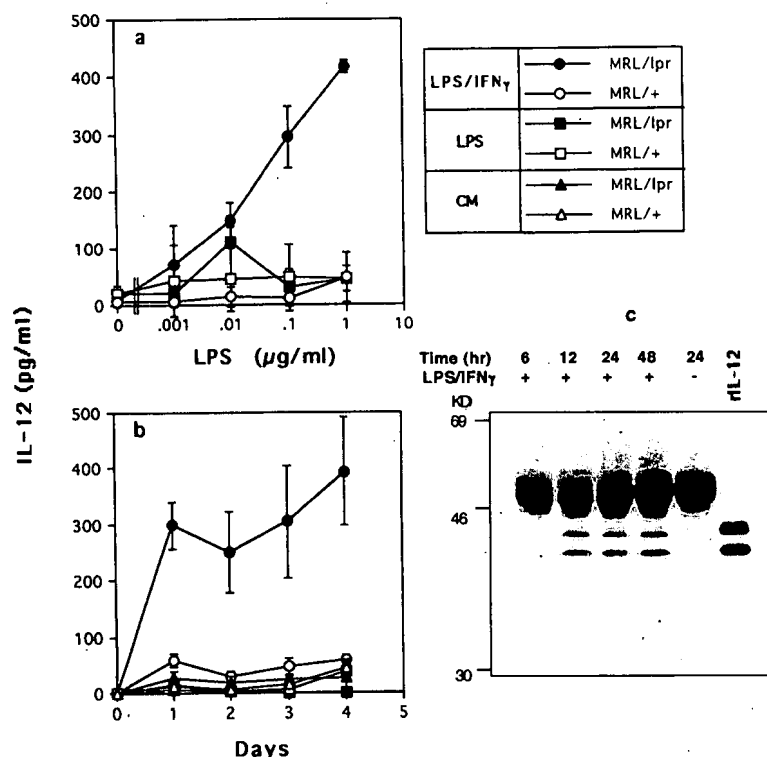 a
500
400
300
200
100
0
0 .001 .01 .1 1 10
LPS (µg/ml)
IL-12 (pg/ml)
LPS/IFNγ
MRL/lpr
MRL/+
LPS
MRL/lpr
MRL/+
CM
MRL/lpr
MRL/+
b
500
400
300
200
100
0
0 1 2 3 4 5
Days
c
Time (hr) 6 12 24 48 24 rIL-12
LPS/IFNγ + + + + -
KD
69
46
30